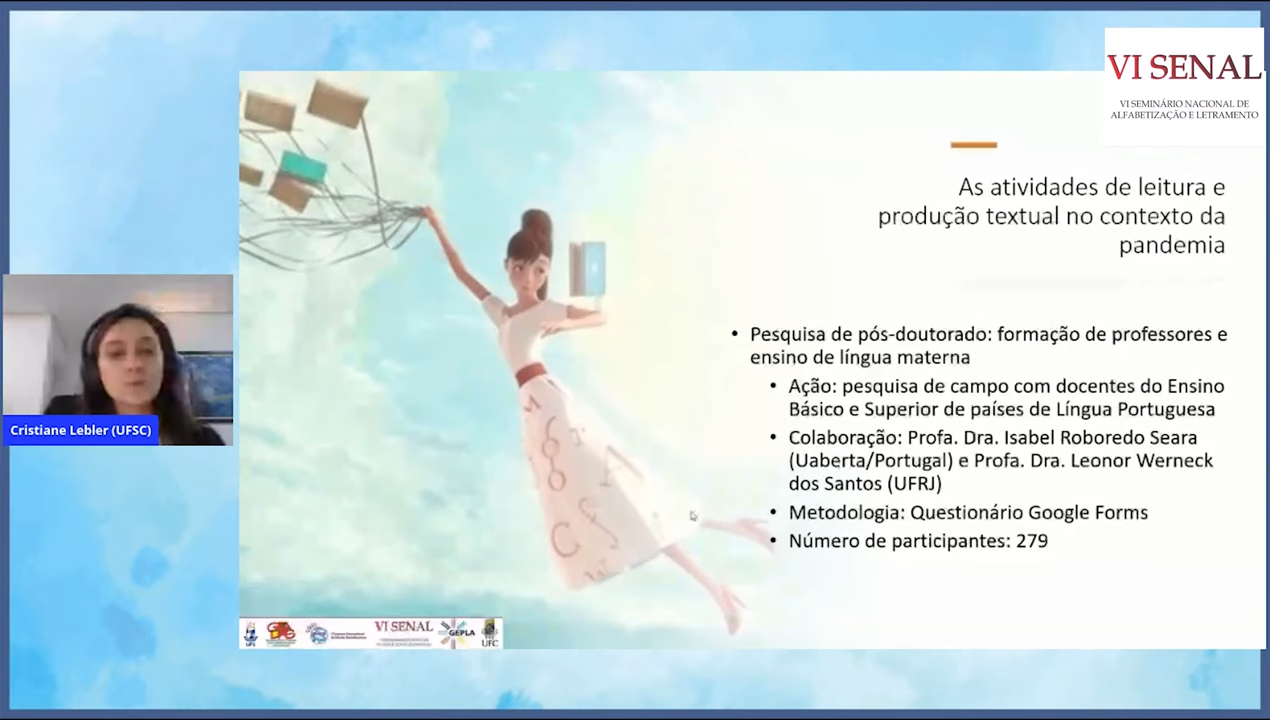 VI SENAL
VI SEMINÁRIO NACIONAL DE
ALFABETIZAÇÃO E LETRAMENTO
As atividades de leitura e
produção textual no contexto da
pandemia
• Pesquisa de pós-doutorado: formação de professores e
ensino de língua materna
• Ação: pesquisa de campo com docentes do Ensino
Básico e Superior de países de Língua Portuguesa
• Colaboração: Profa. Dra. Isabel Roboredo Seara
(Uaberta/Portugal) e Profa. Dra. Leonor Werneck
dos Santos (UFRJ)
• Metodologia: Questionário Google Forms
• Número de participantes: 279
Cristiane Lebler (UFSC)
VI SENAL
GEPLA
UFC